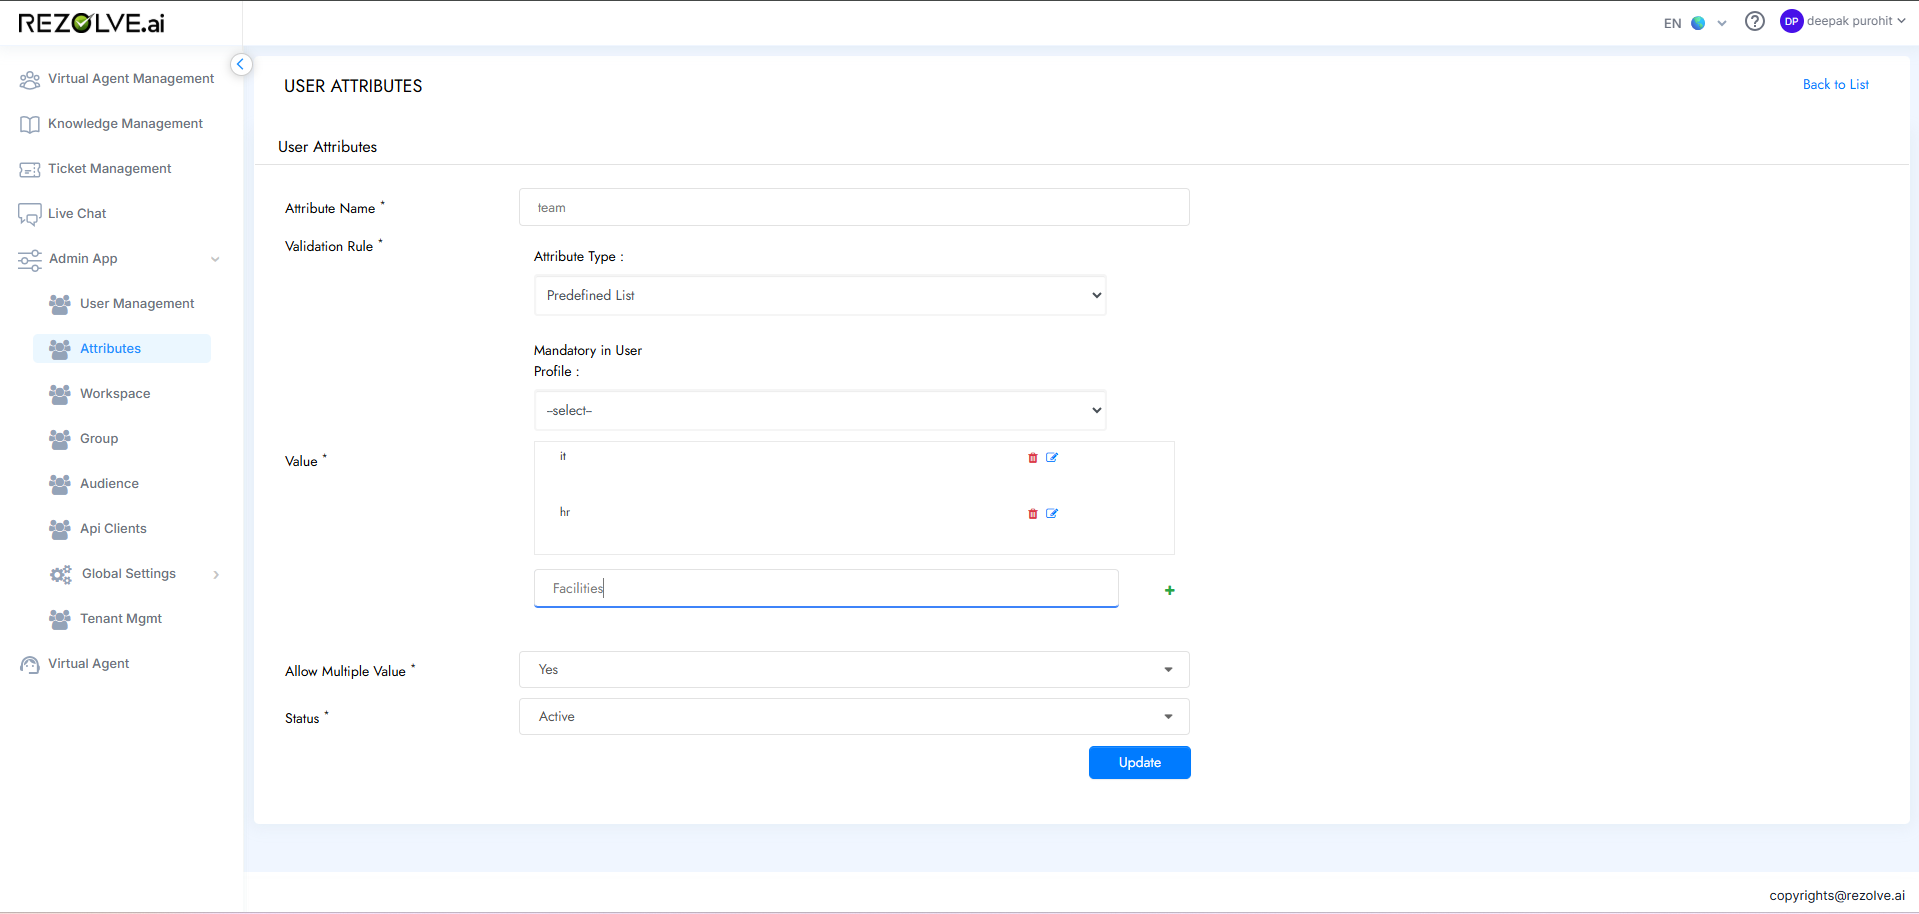 REZOLVE.ai
EN
DP deepak purohit
Virtual Agent Management
Knowledge Management
Ticket Management
Live Chat
Admin App
User Management
Attributes
Workspace
Group
Audience
Api Clients
Global Settings
Tenant Mgmt
Virtual Agent
USER ATTRIBUTES
Back to List
User Attributes
Attribute Name *
team
Validation Rule *
Attribute Type :
Predefined List
Mandatory in User
Profile :
--select--
Value *
it
hr
Facilities
Allow Multiple Value *
Yes
Status *
Active
Update
copyrights@rezolve.ai